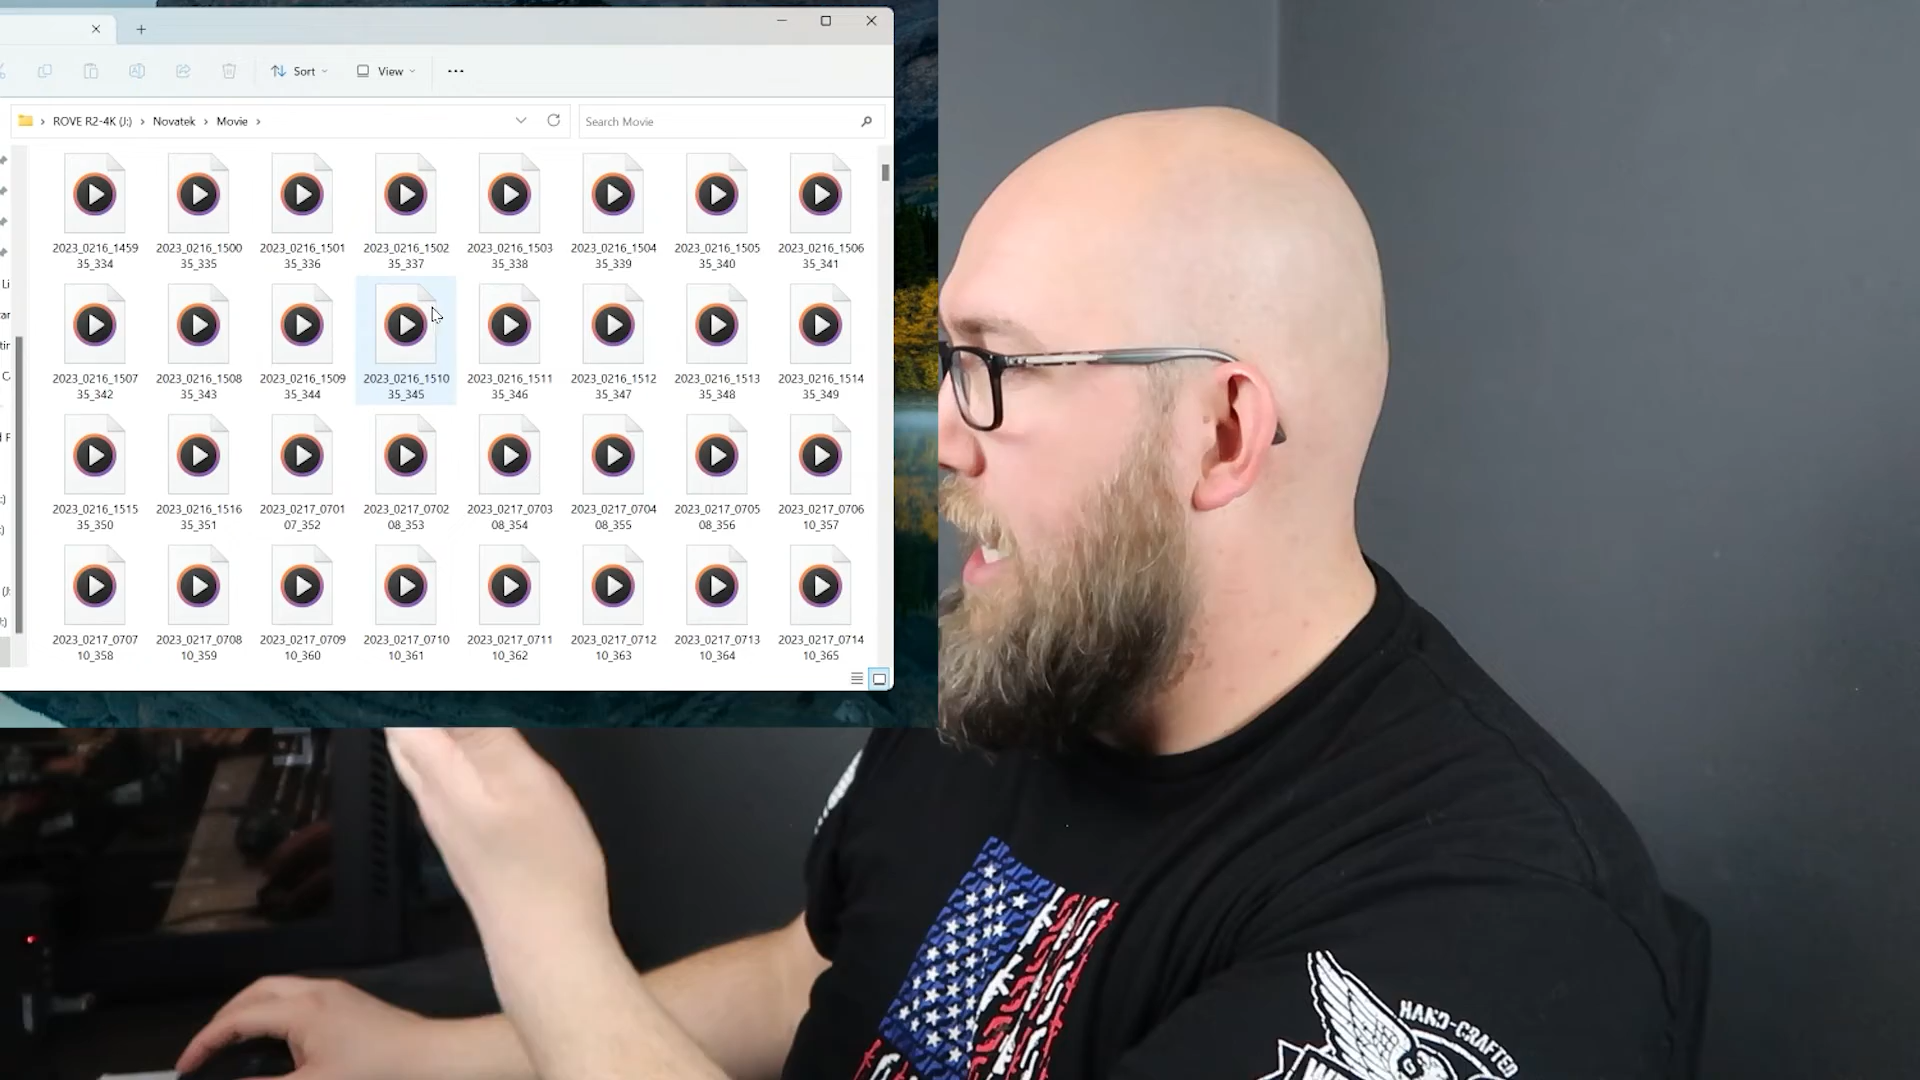 Sort
View
ROVE R2-4K (J:) > Novatek > Movie >
Search Movie
2023_0216_1459 2023_0216_1500 2023_0216_1501 2023_0216_1502 2023_0216_1503 2023_0216_1504 2023_0216_1505 2023_0216_1506
35_334 35_335 35_336 35_337 35_338 35_339 35_340 35_341
2023_0216_1507 2023_0216_1508 2023_0216_1509 2023_0216_1510 2023_0216_1511 2023_0216_1512 2023_0216_1513 2023_0216_1514
35_342 35_343 35_344 35_345 35_346 35_347 35_348 35_349
2023_0216_1515 2023_0216_1516 2023_0217_0701 2023_0217_0702 2023_0217_0703 2023_0217_0704 2023_0217_0705 2023_0217_0706
35_350 35_351 07_352 08_353 08_354 08_355 08_356 10_357
2023_0217_0707 2023_0217_0708 2023_0217_0709 2023_0217_0710 2023_0217_0711 2023_0217_0712 2023_0217_0713 2023_0217_0714
10_358 10_359 10_360 10_361 10_362 10_363 10_364 10_365
HAND-CRAFTED